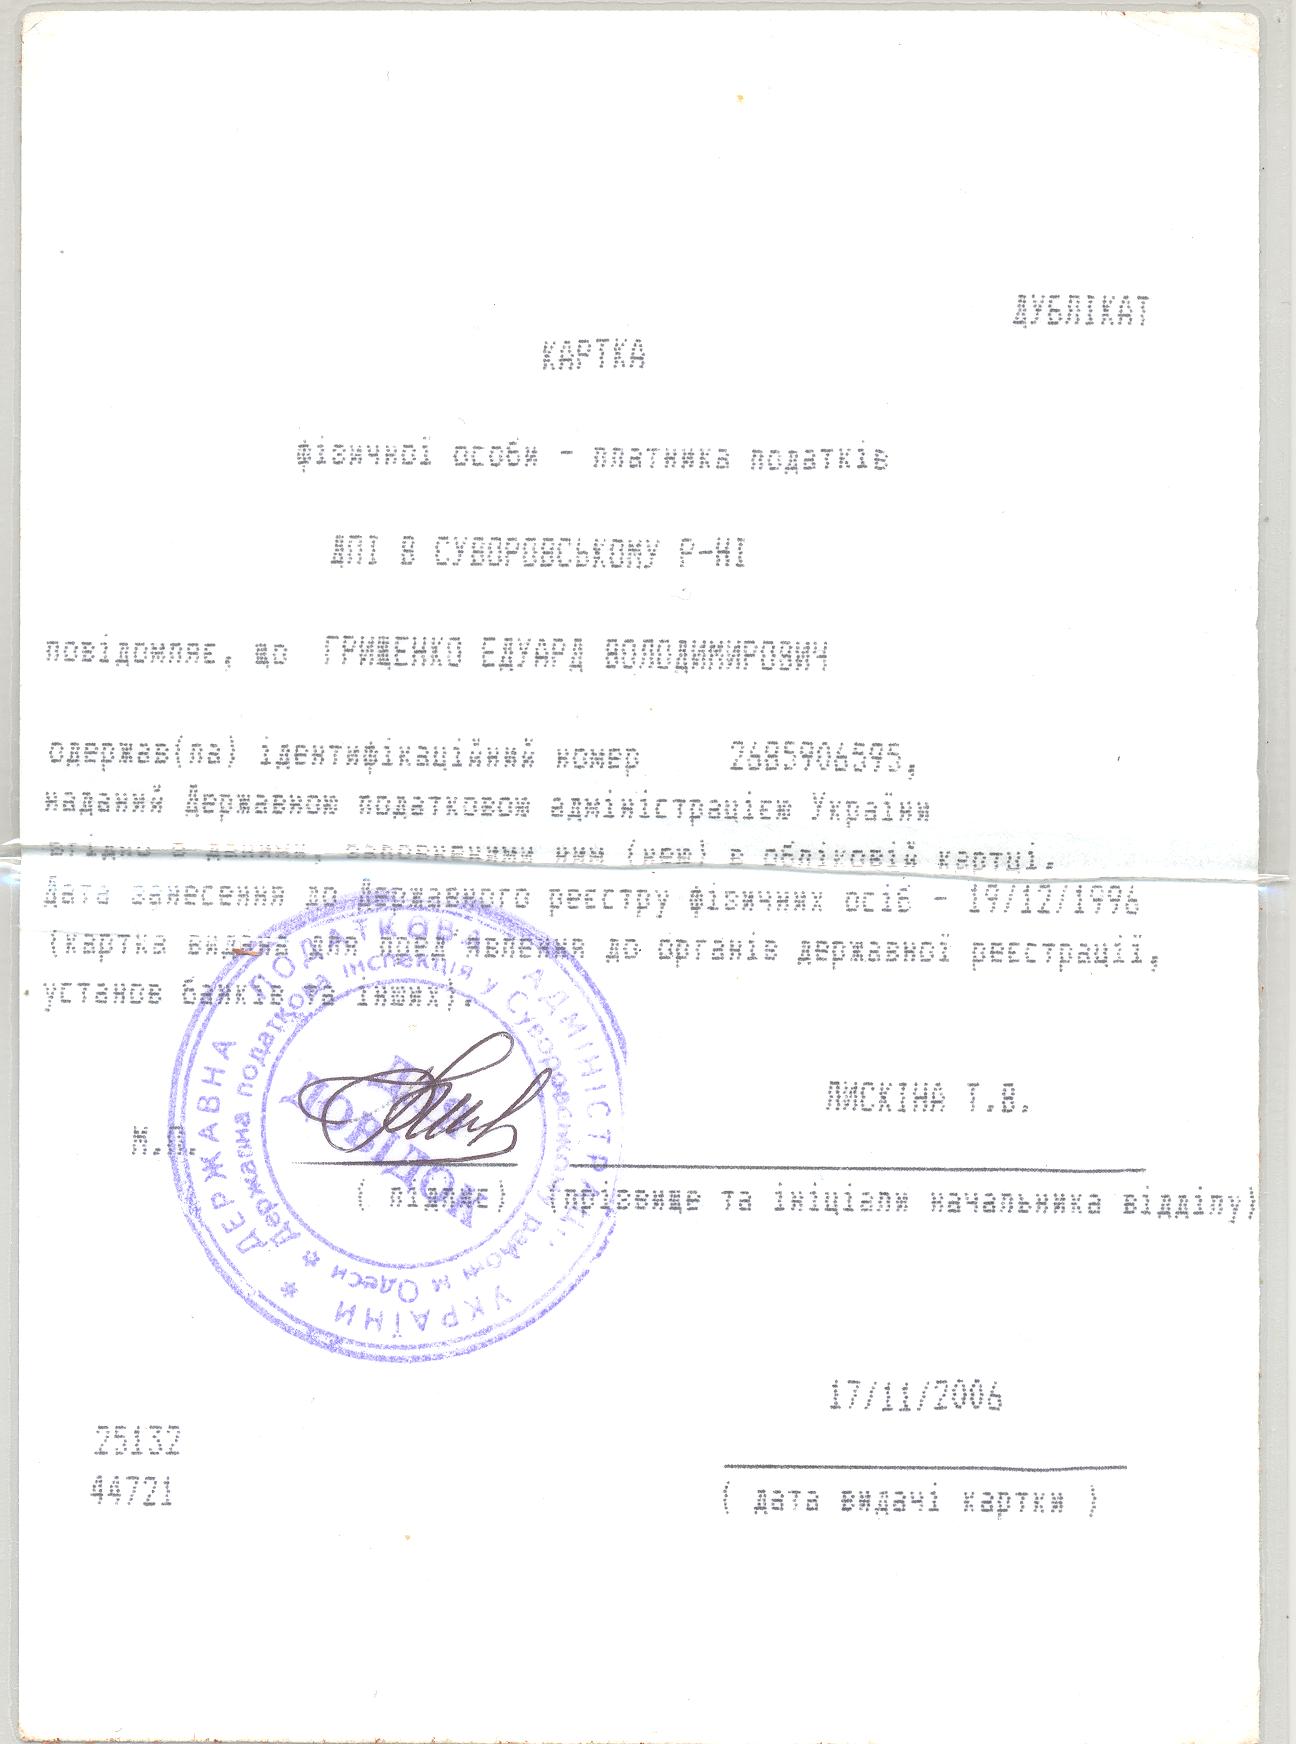 ДУБЛІКАТ
КАРТКА
фізичної особи - платника податків
ДПІ В СУВОРОВСЬКОМУ Р-НІ
повідомляє, що ГРИЩЕНКО ЕДУАРД ВОЛОДИМИРОВИЧ
одержав(ла) ідентифікаційний номер 2685906395,
наданий Державною податковою адміністрацією України
згідно з даними, заповненими ним (нею) в обліковій картці.
Дата занесення до Державного реєстру фізичних осіб - 19/12/1996
(картка видана для пред'явлення до органів державної реєстрації,
установ банків та інших).
ДЕРЖАВНА ПОДАТКОВА АДМІНІСТРАЦІЯ УКРАЇНИ
Державна податкова інспекція у Суворовському районі м Одеси
Для
довідок
ЛИСКІНА Т.В.
М.П.
( підпис) (прізвище та ініціали начальника відділу)
17/11/2006
25132
44721
( дата видачі картки )